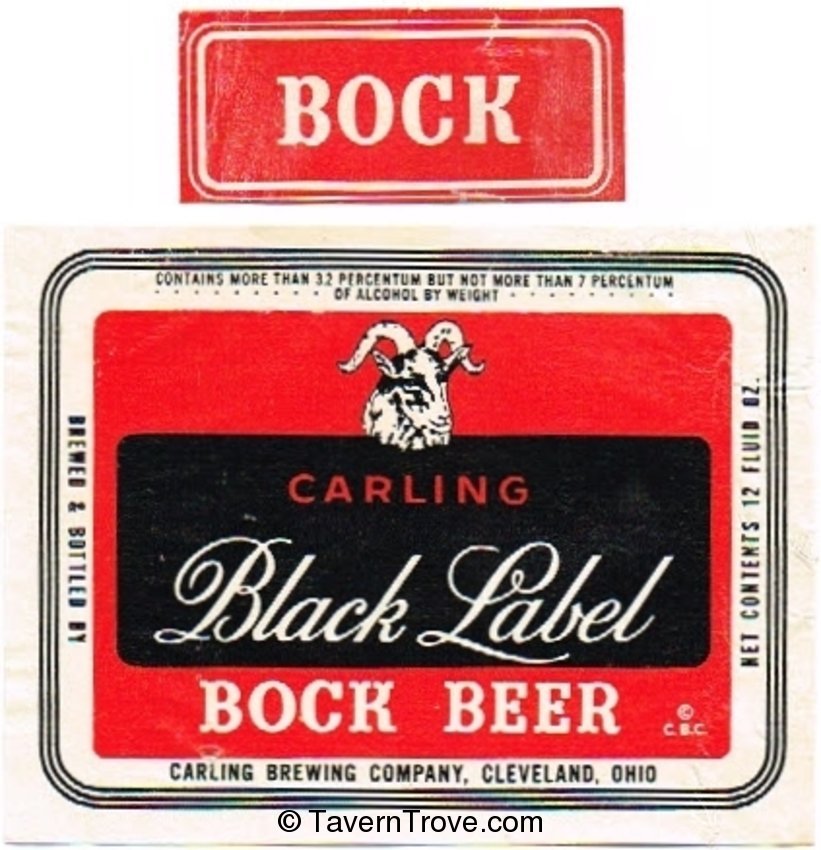 BOCK
CONTAINS MORE THAN 3.2 PERCENTUM BUT NOT MORE THAN 7 PERCENTUM
OF ALCOHOL BY WEIGHT
BREWED & BOTTLED BY
CARLING
Black Label
BOCK BEER
© C.B.C.
NET CONTENTS 12 FLUID OZ.
CARLING BREWING COMPANY, CLEVELAND, OHIO
© TavernTrove.com